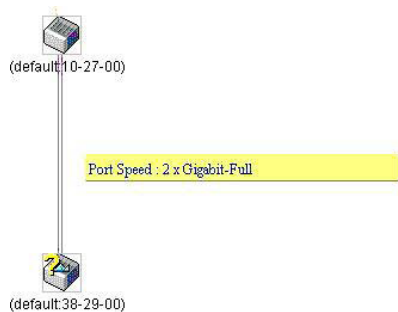 (default:10-27-00)
Port Speed : 2 x Gigabit-Full
?
(default:38-29-00)